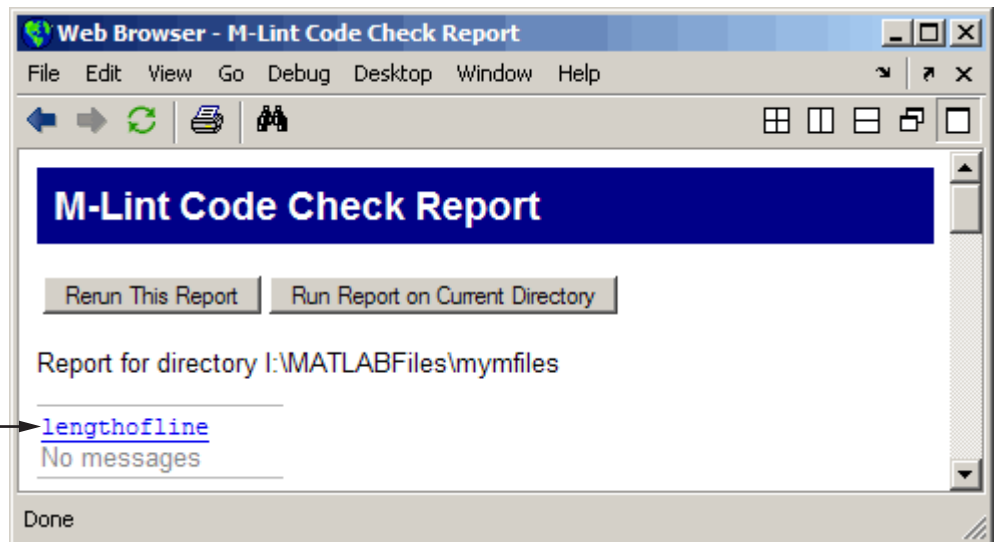 Web Browser - M-Lint Code Check Report
File Edit View Go Debug Desktop Window Help
M-Lint Code Check Report
Rerun This Report Run Report on Current Directory
Report for directory I:\MATLABFiles\mymfiles
lengthofline
No messages
Done